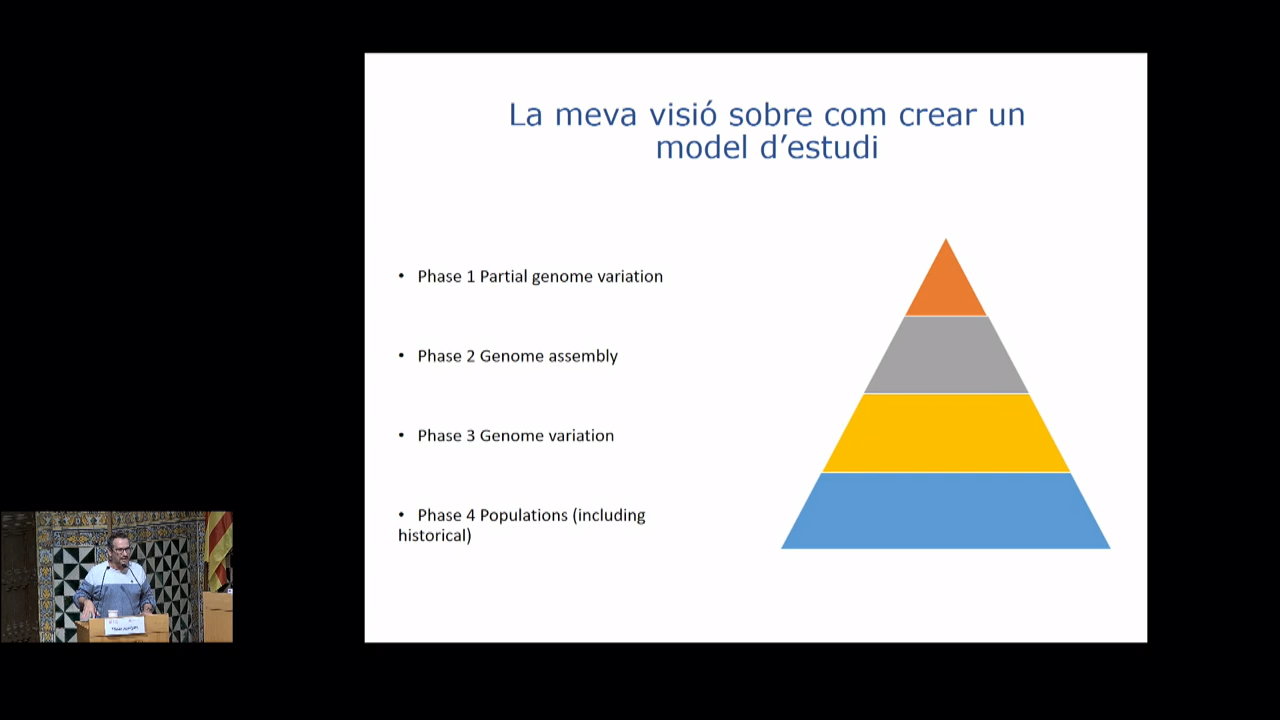 La meva visió sobre com crear un
model d’estudi
• Phase 1 Partial genome variation
• Phase 2 Genome assembly
• Phase 3 Genome variation
• Phase 4 Populations (including
historical)